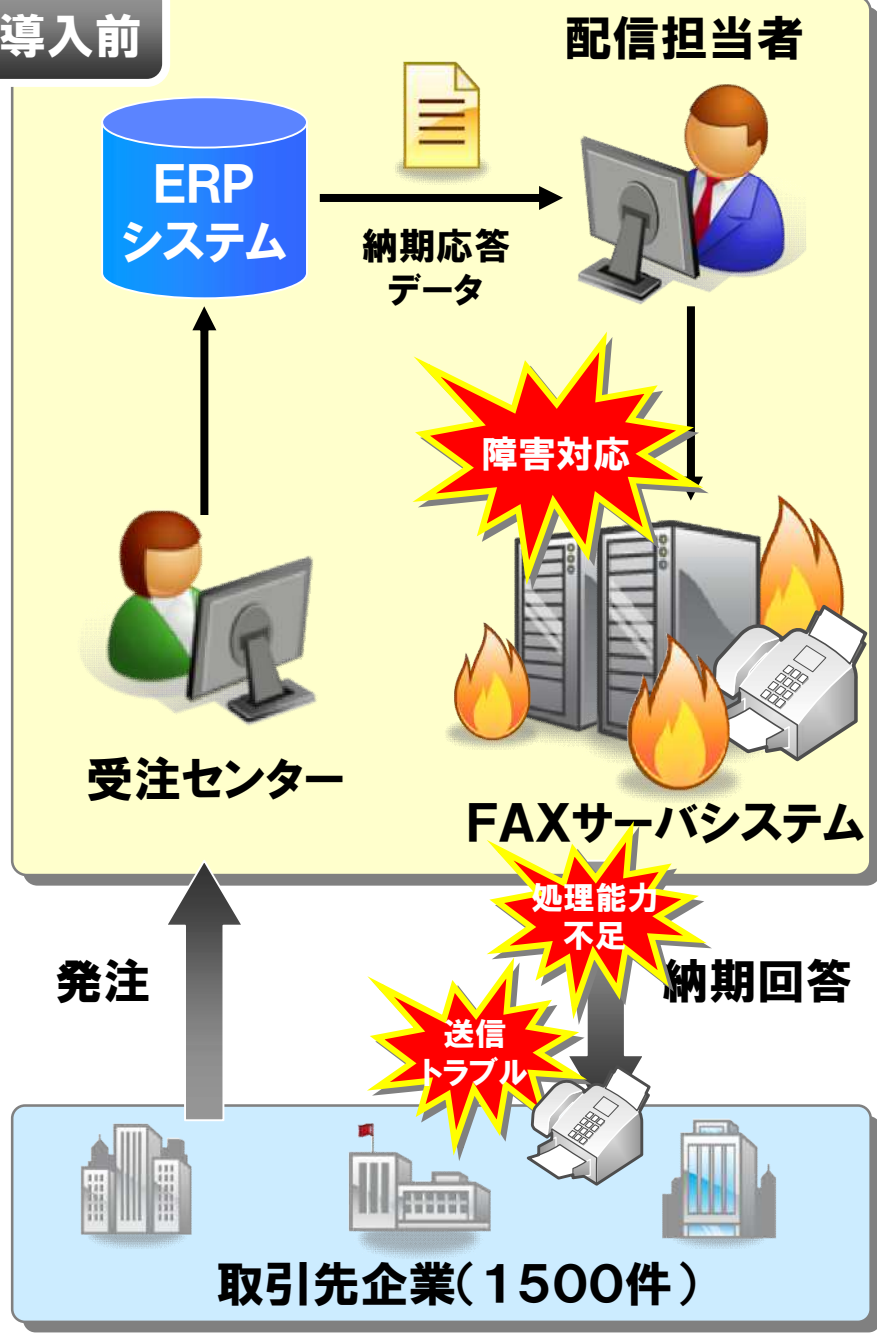 導入前
配信担当者
ERP
システム
納期応答
データ
障害対応
受注センター
FAXサーバシステム
処理能力
不足
発注
納期回答
送信
トラブル
取引先企業(1500件)